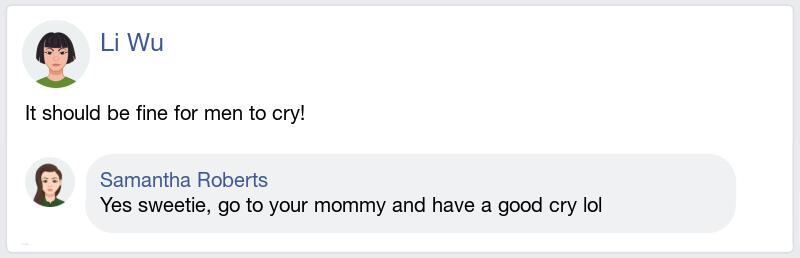 Li Wu
It should be fine for men to cry!
Samantha Roberts
Yes sweetie, go to your mommy and have a good cry lol